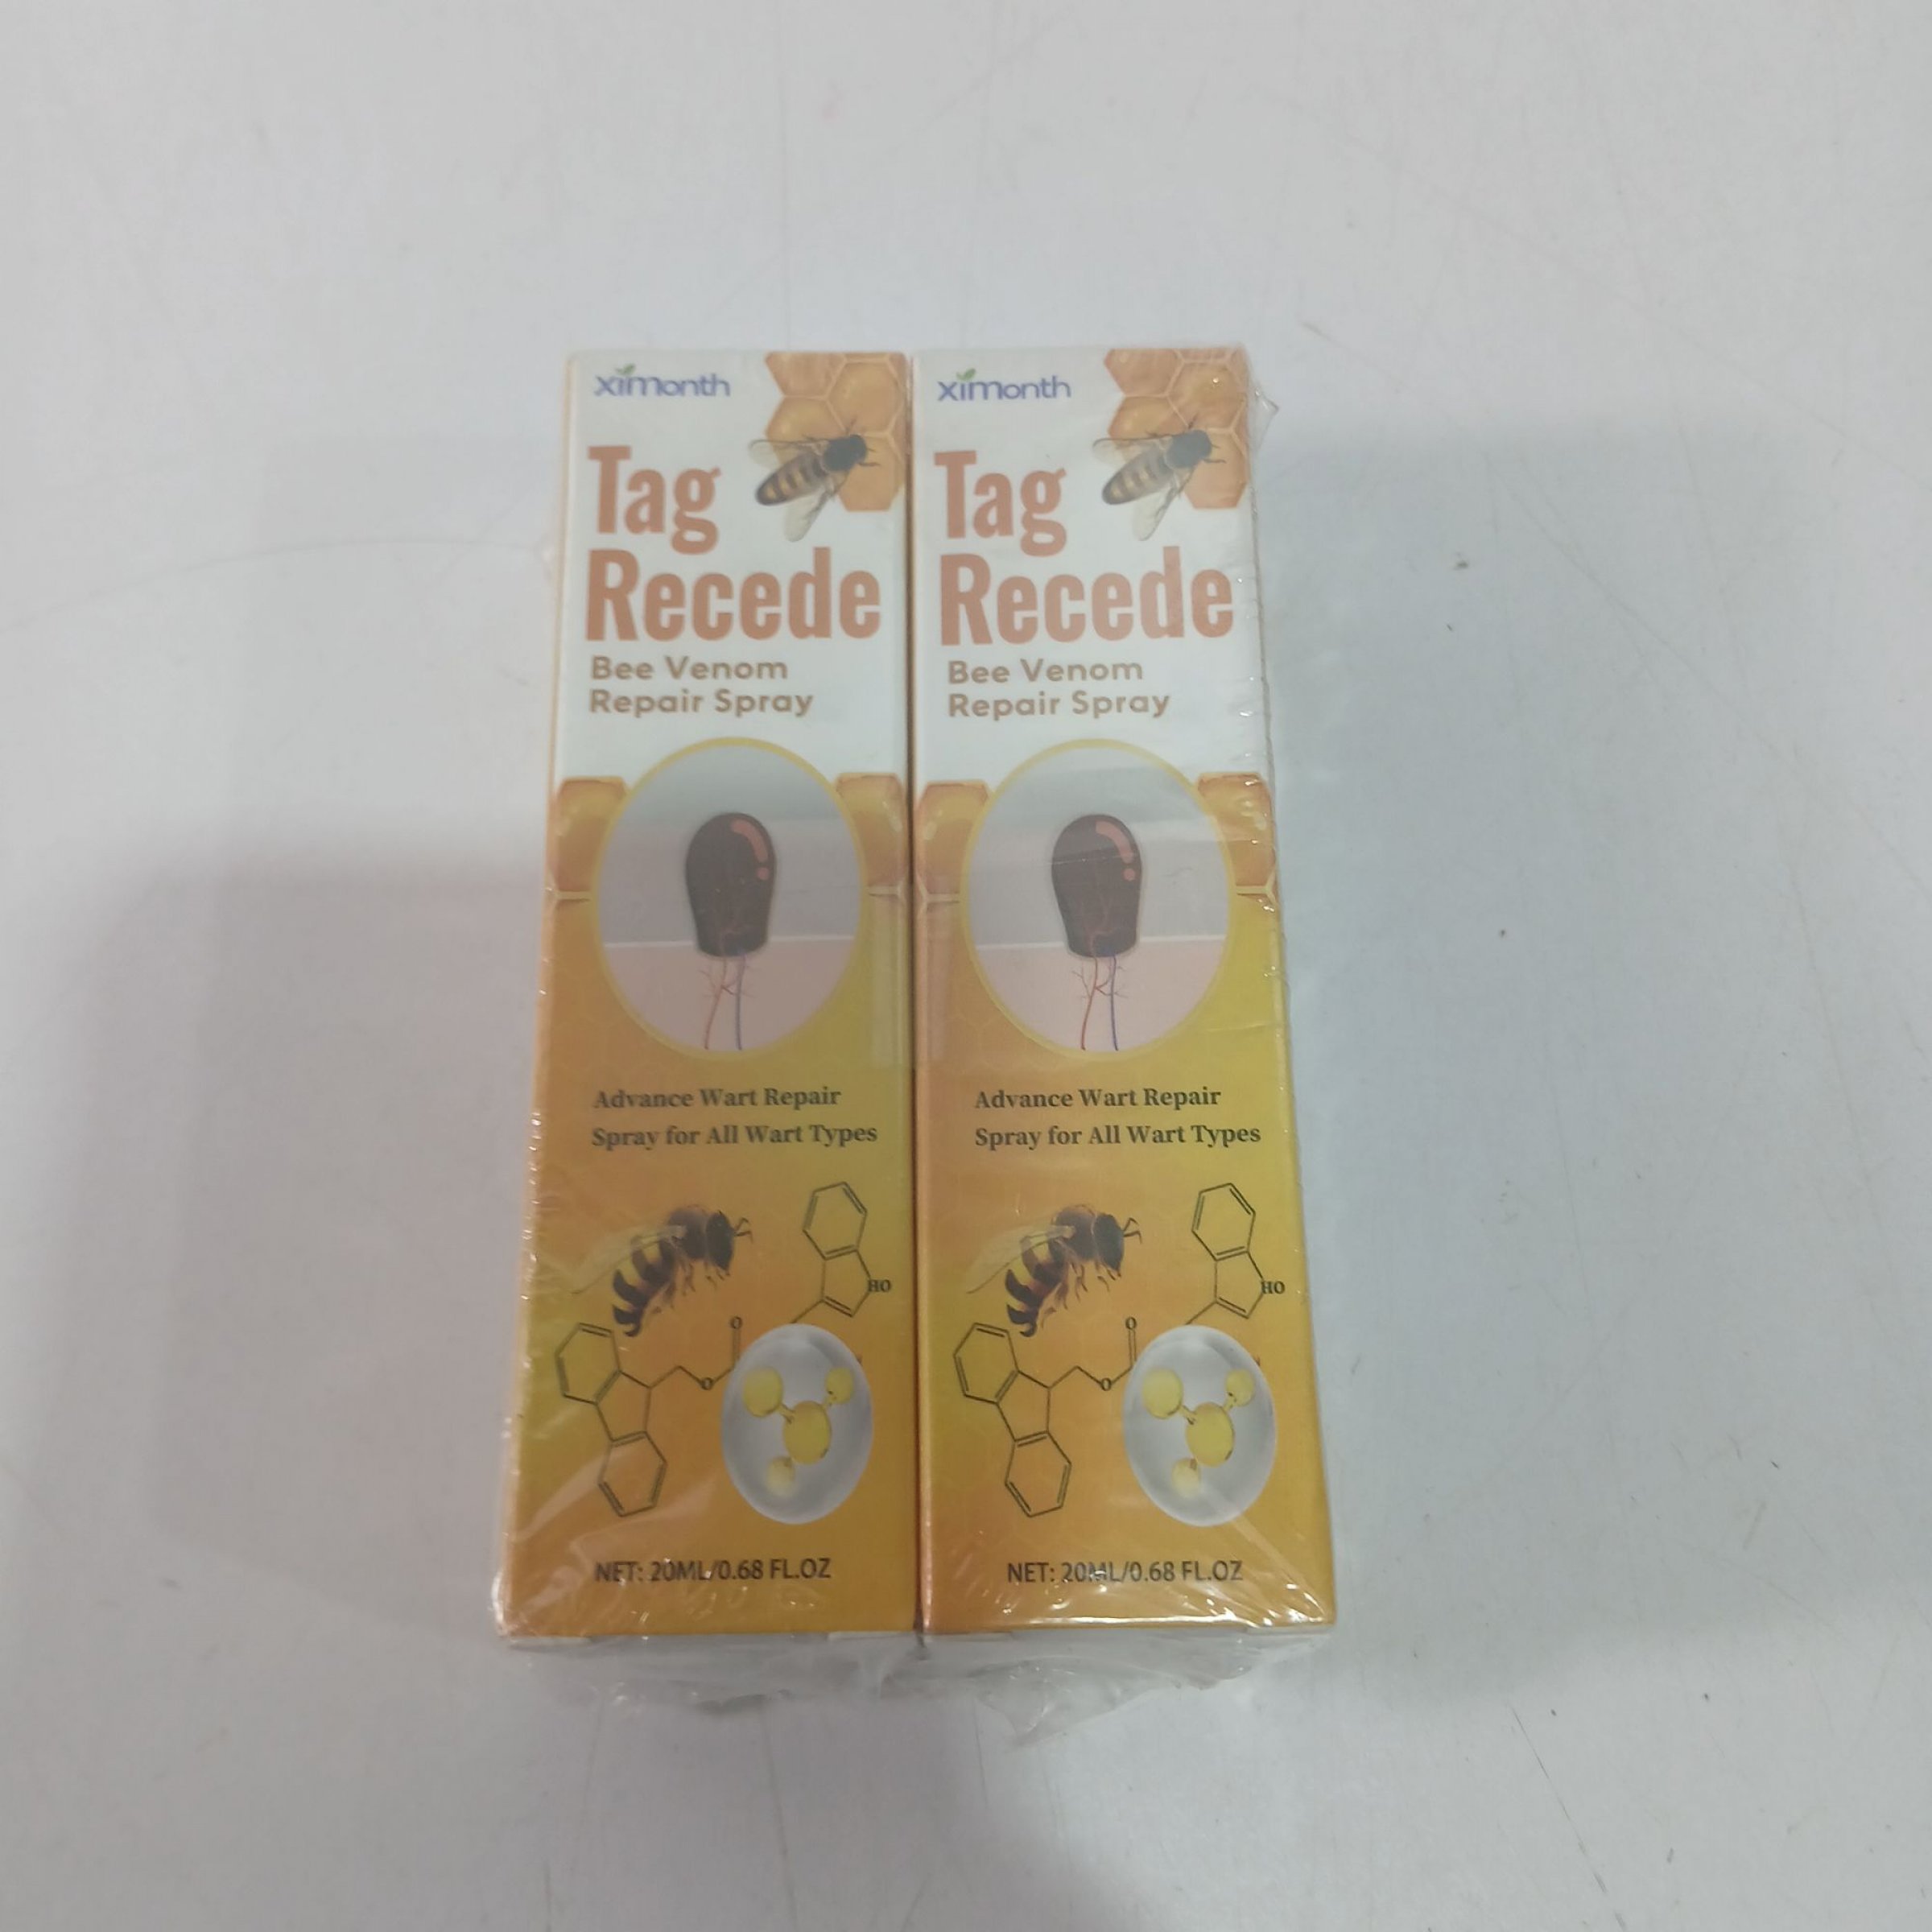 ximonth
Tag
Recede
Bee Venom
Repair Spray
Advance Wart Repair
Spray for All Wart Types
HO
O
O
NET: 20ML/0.68 FL.OZ
ximonth
Tag
Recede
Bee Venom
Repair Spray
Advance Wart Repair
Spray for All Wart Types
HO
O
O
NET: 20ML/0.68 FL.OZ